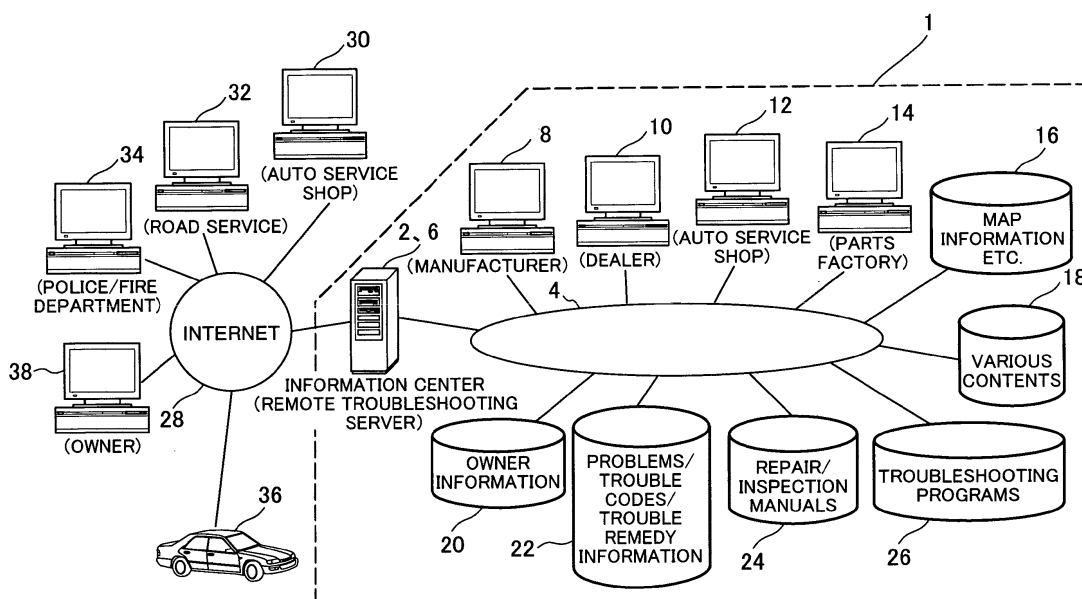 1
30
(AUTO SERVICE
SHOP)
32
(ROAD SERVICE)
34
(POLICE/FIRE
DEPARTMENT)
38
(OWNER)
INTERNET
28
36
2、6
INFORMATION CENTER
(REMOTE TROUBLESHOOTING
SERVER)
8
(MANUFACTURER)
10
(DEALER)
12
(AUTO SERVICE
SHOP)
14
(PARTS
FACTORY)
16
MAP
INFORMATION
ETC.
4
18
VARIOUS
CONTENTS
OWNER
INFORMATION
20
PROBLEMS/
TROUBLE
CODES/
TROUBLE
REMEDY
INFORMATION
22
REPAIR/
INSPECTION
MANUALS
24
TROUBLESHOOTING
PROGRAMS
26